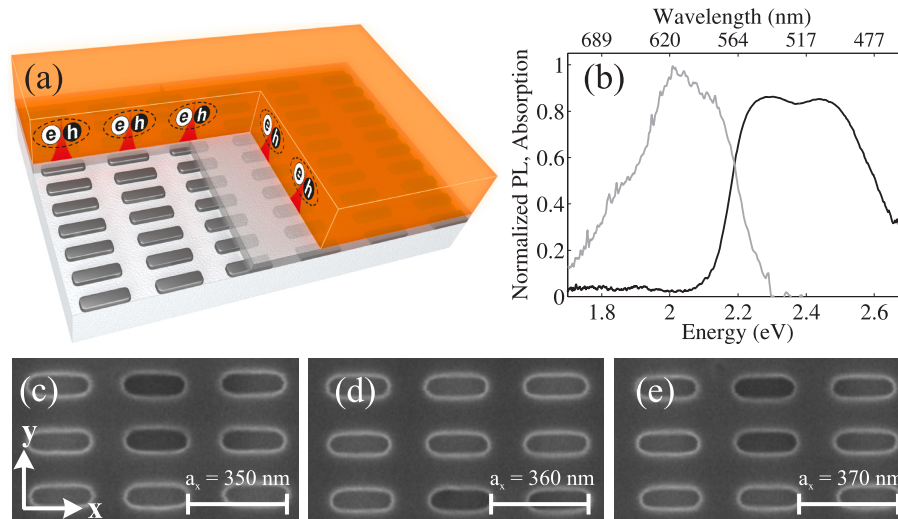 (a)
e h e h e h
e h
e h
(b)
Wavelength (nm)
689 620 564 517 477
Normalized PL, Absorption
1
0.8
0.6
0.4
0.2
0
1.8 2 2.2 2.4 2.6
Energy (eV)
(c)
y
x
aₓ = 350 nm
(d)
aₓ = 360 nm
(e)
aₓ = 370 nm